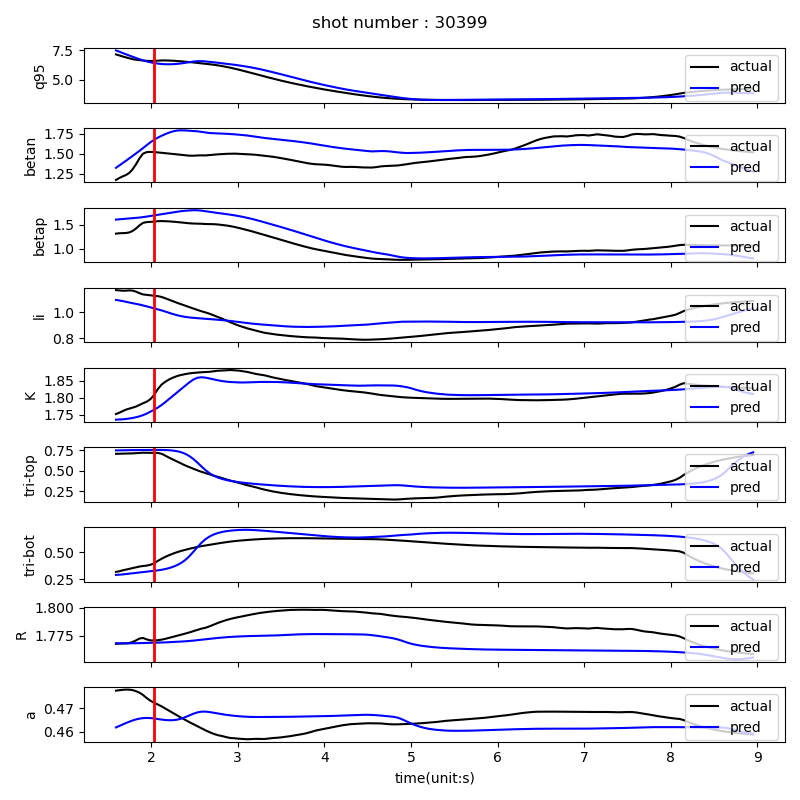 shot number : 30399
7.5
5.0
q95
actual
pred
1.75
1.50
1.25
betan
actual
pred
1.5
1.0
betap
actual
pred
1.0
0.8
li
actual
pred
1.85
1.80
1.75
K
actual
pred
0.75
0.50
0.25
tri-top
actual
pred
0.50
0.25
tri-bot
actual
pred
1.800
1.775
R
actual
pred
0.47
0.46
a
actual
pred
2 3 4 5 6 7 8 9
time(unit:s)